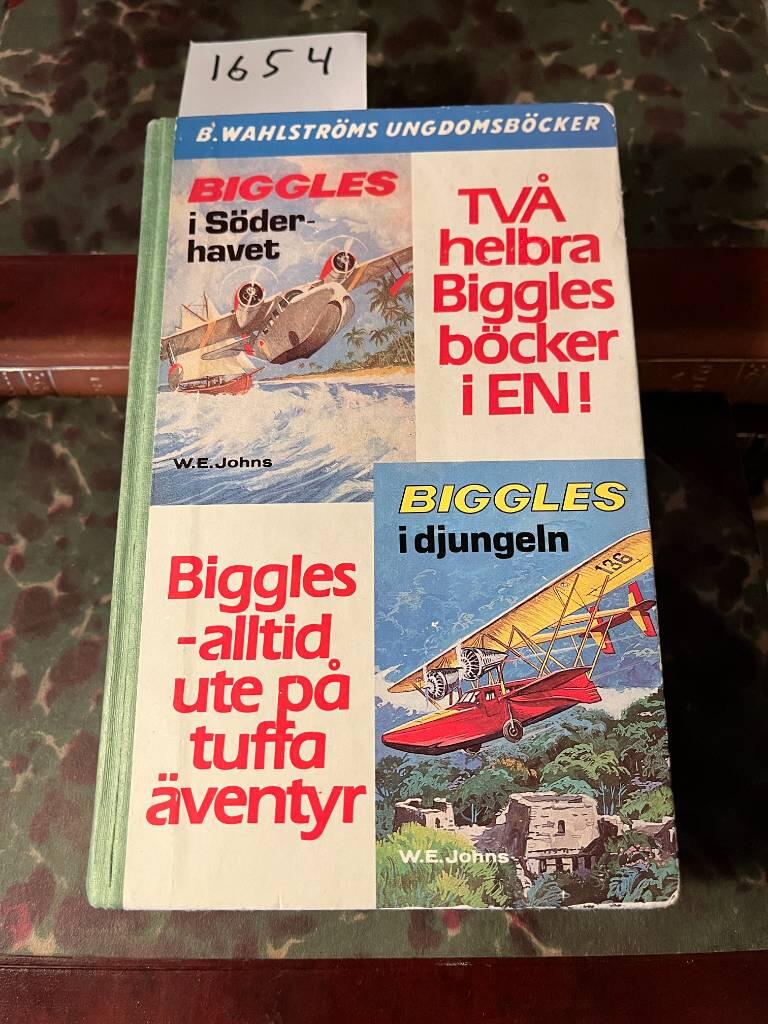 1654
B. WAHLSTRÖMS UNGDOMSBÖCKER
BIGGLES
i Söder-
havet
W.E. Johns
TVÅ
helbra
Biggles
böcker
i EN!
Biggles
-alltid
ute på
tuffa
äventyr
BIGGLES
i djungeln
136
W.E. Johns